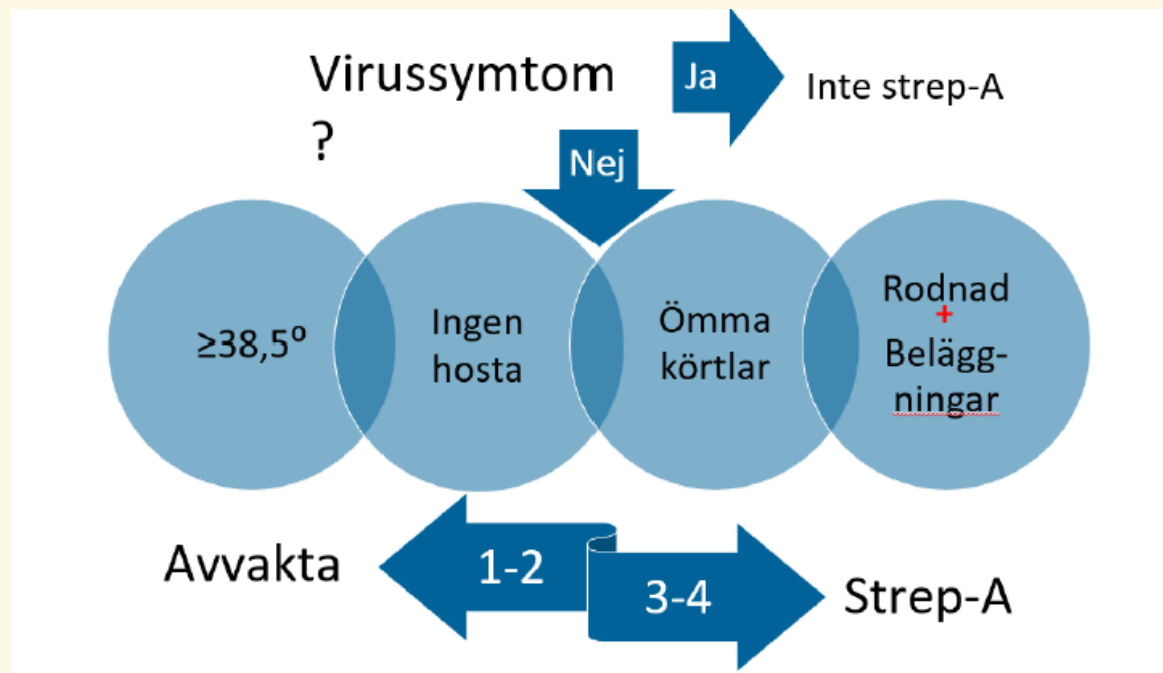 Virussymtom
?
Ja
Inte strep-A
Nej
≥38,5º
Ingen
hosta
Ömma
körtlar
Rodnad
+
Belägg-
ningar
Avvakta
1-2
3-4
Strep-A